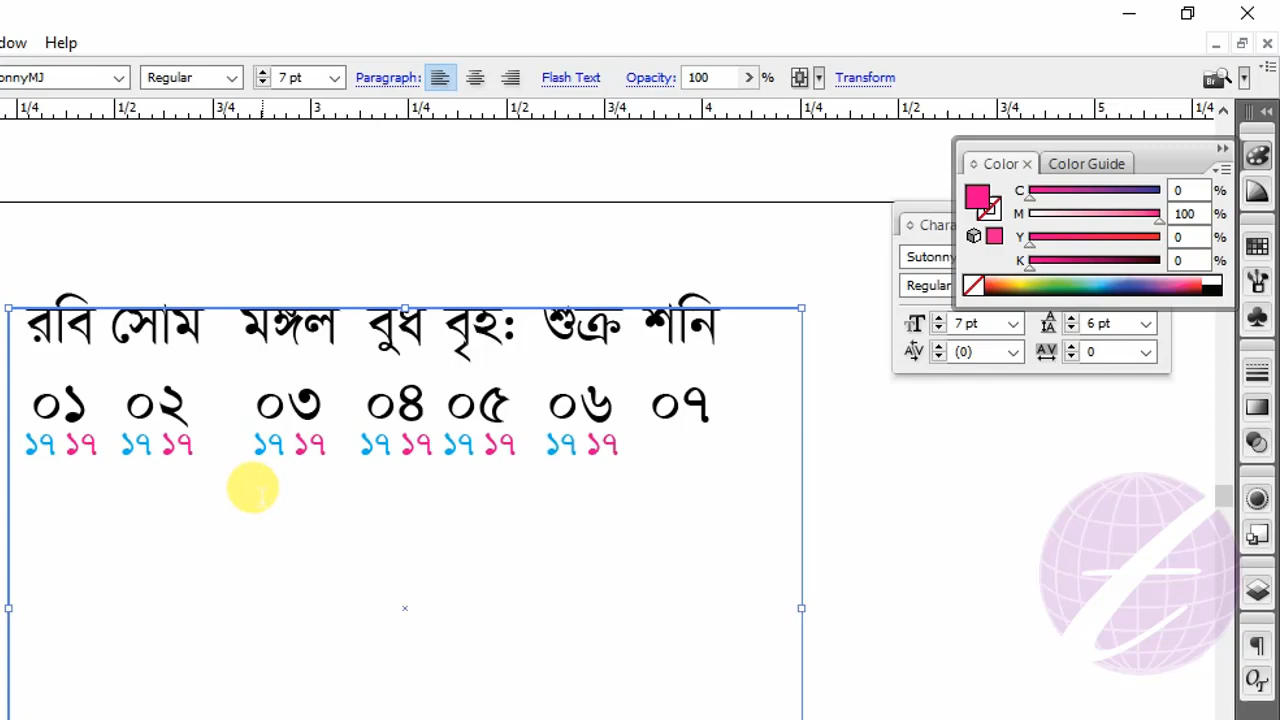 dow Help
onnyMJ Regular 7 pt Paragraph: Flash Text Opacity: 100 % Transform
1/4 1/2 3/4 3 1/4 1/2 3/4 4 1/4 1/2 3/4 5 1/4
Color Color Guide
C 0 %
M 100 %
Y 0 %
K 0 %
Chara
Sutonny
Regular
7 pt 6 pt
(0) 0
রবি সোম মঙ্গল বুধ বৃহঃ শুক্র শনি
০১ ০২ ০৩ ০৪ ০৫ ০৬ ০৭
১৭ ১৭ ১৭ ১৭ ১৭ ১৭ ১৭ ১৭ ১৭ ১৭ ১৭ ১৭